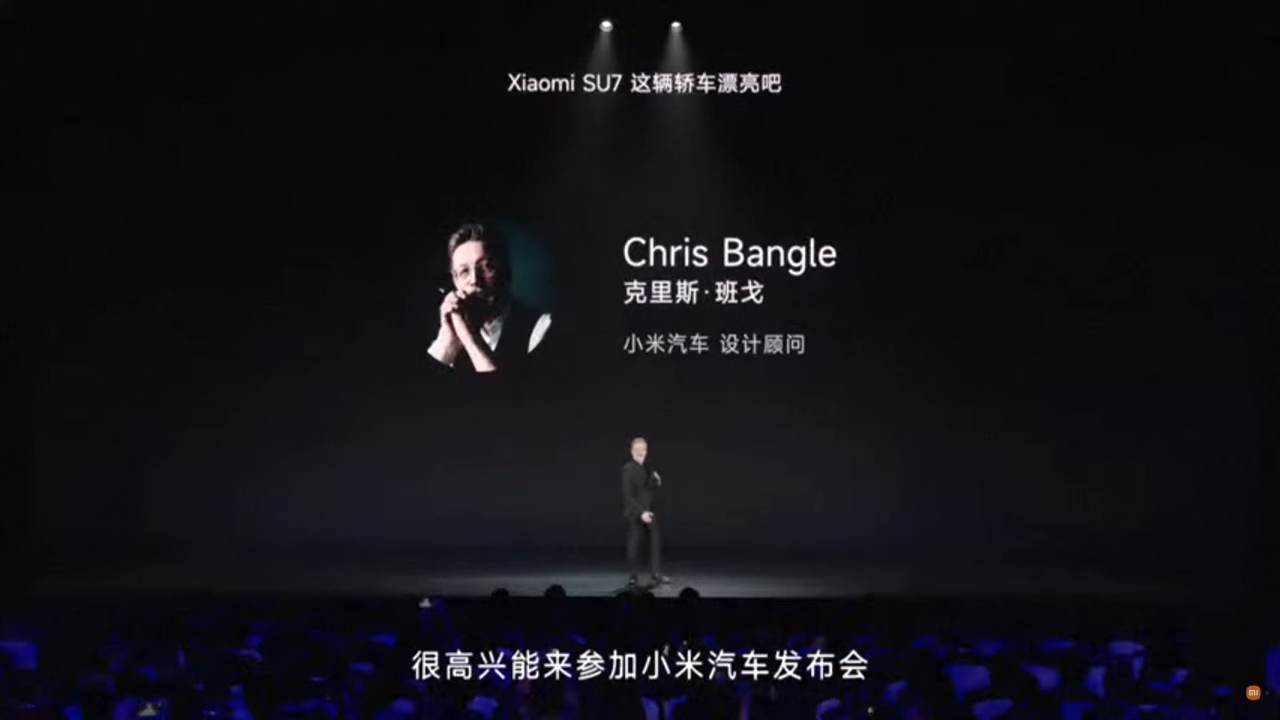 Xiaomi SU7 这辆轿车漂亮吧
Chris Bangle
克里斯·班戈
小米汽车 设计顾问
很高兴能来参加小米汽车发布会
mi